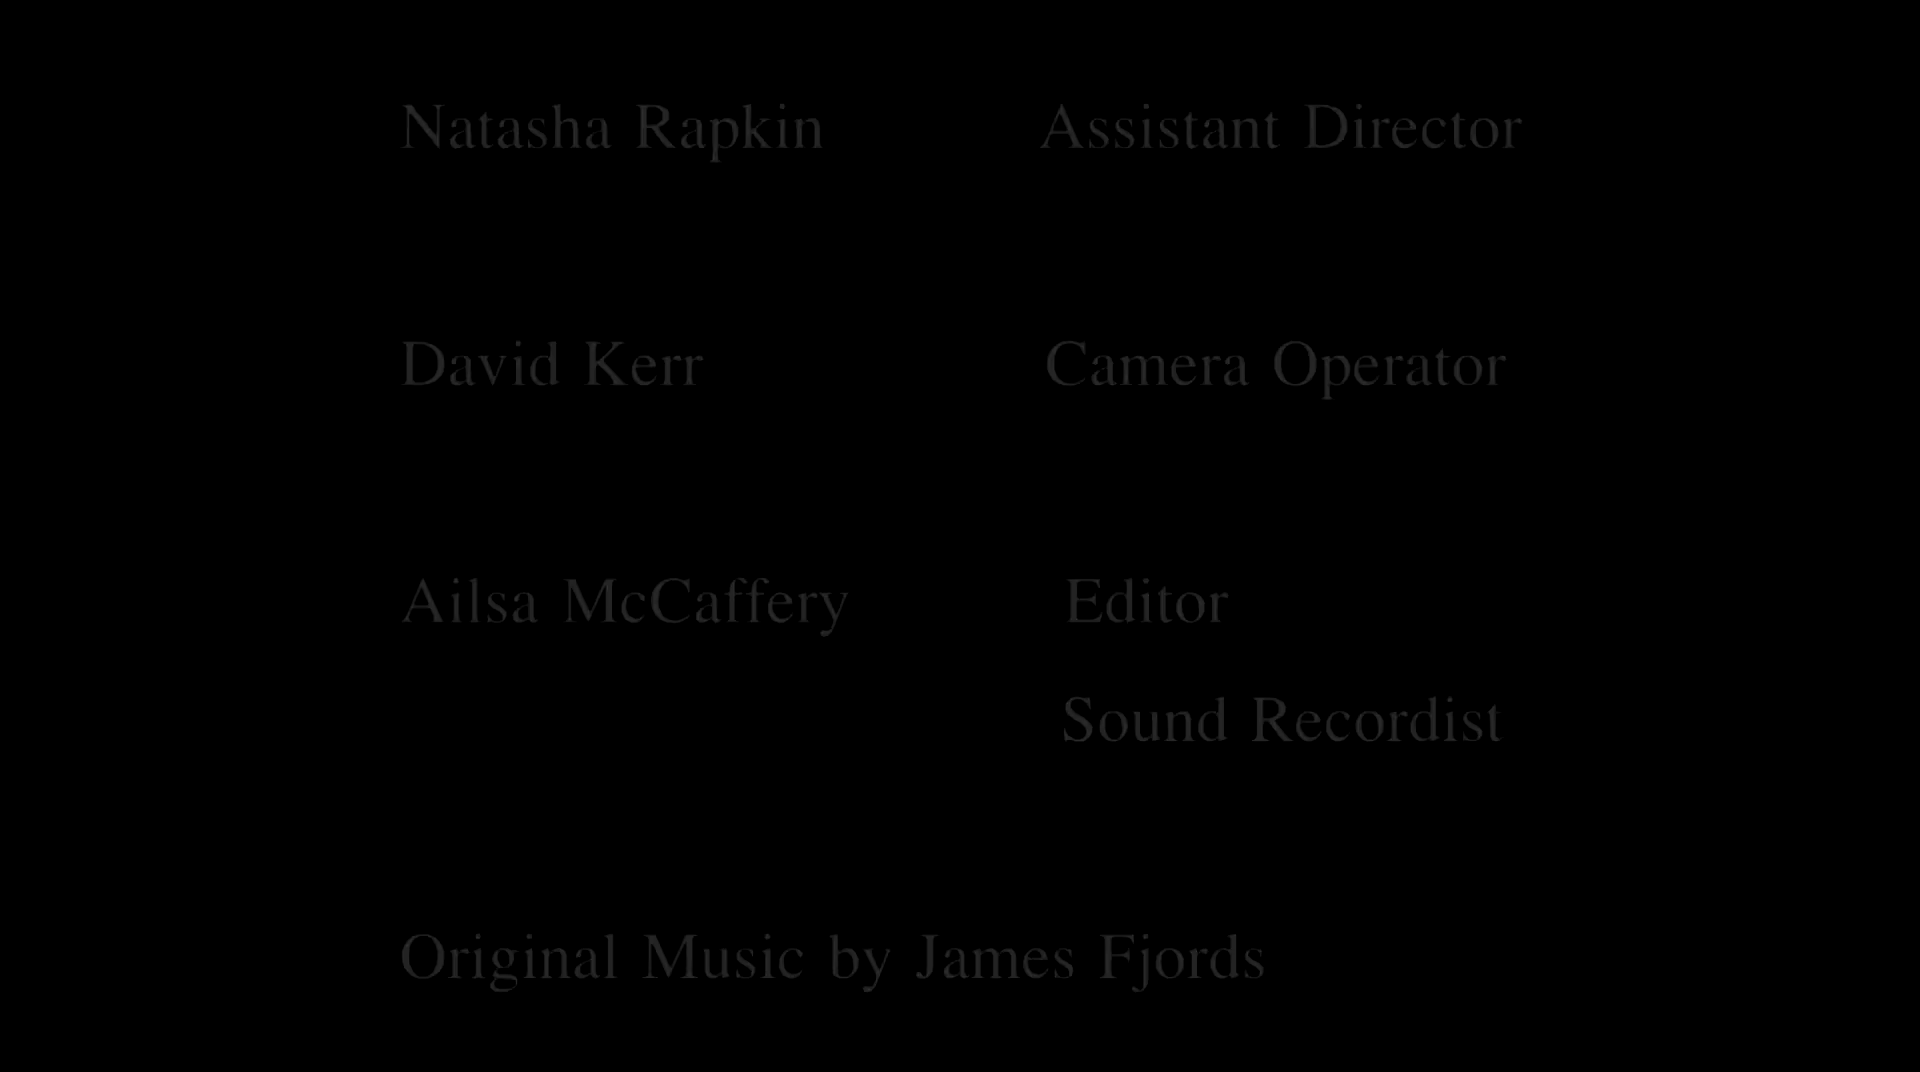 Natasha Rapkin Assistant Director
David Kerr Camera Operator
Ailsa McCaffery Editor
Sound Recordist
Original Music by James Fjords